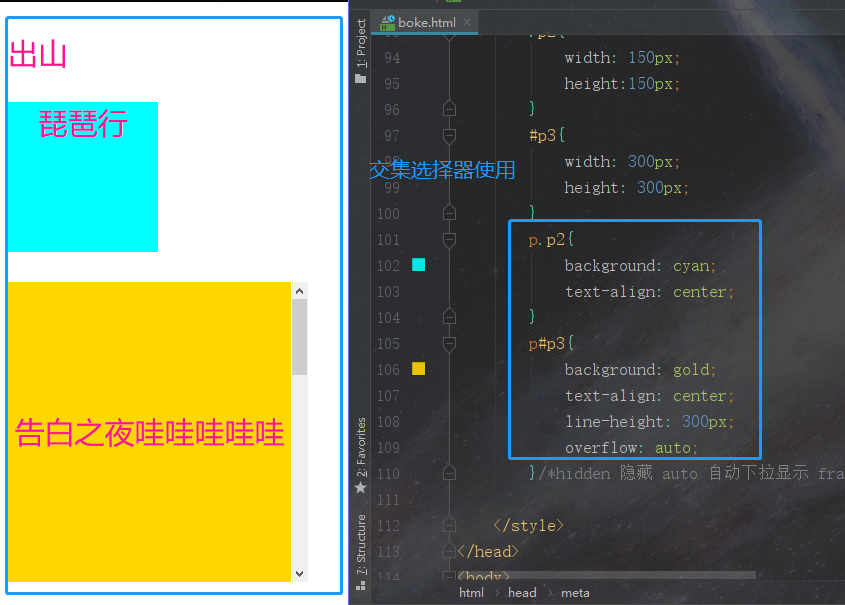 出山
琵琶行
告白之夜哇哇哇哇哇
1: Project
2: Favorites
7: Structure
boke.html
94 width: 150px;
95 height:150px;
96 }
97 #p3{
98 width: 300px;
交集选择器使用
99 height: 300px;
100 }
101 p.p2{
102 background: cyan;
103 text-align: center;
104 }
105 p#p3{
106 background: gold;
107 text-align: center;
108 line-height: 300px;
109 overflow: auto;
110 }/*hidden 隐藏 auto 自动下拉显示 fra
111
112 </style>
113 </head>
114 <body>
html › head › meta